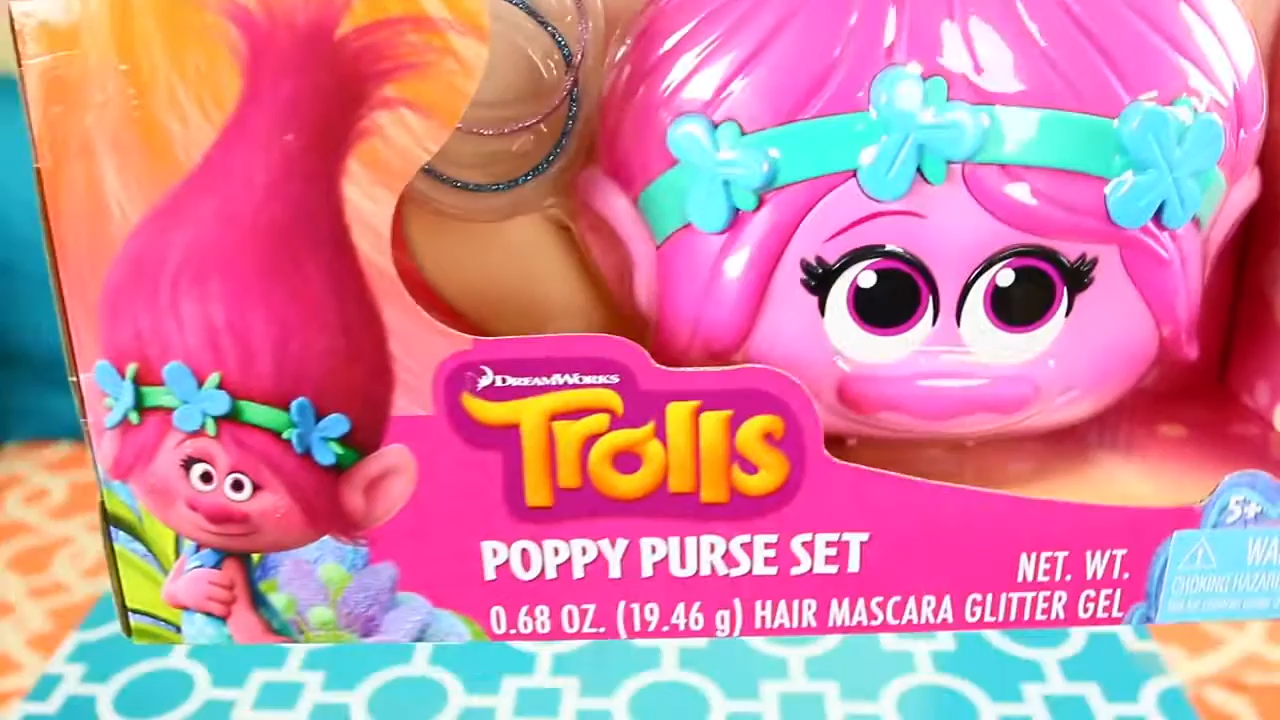 DREAMWORKS
Trolls
POPPY PURSE SET
NET. WT.
0.68 OZ. (19.46 g) HAIR MASCARA GLITTER GEL
5+
WA
CHOKING HAZAR